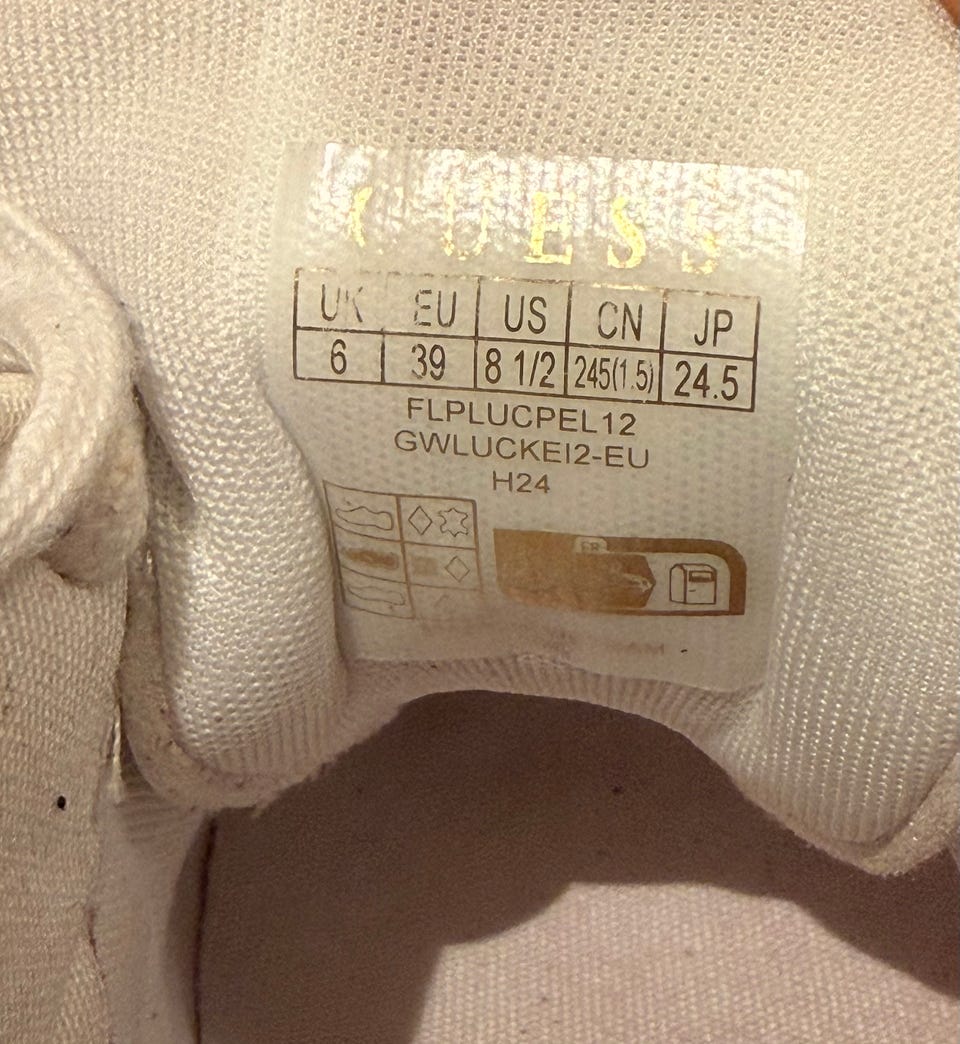 GUESS
UK EU US CN JP
6 39 8 1/2 245(1.5) 24.5
FLPLUCPEL12
GWLUCKEI2-EU
H24
FR